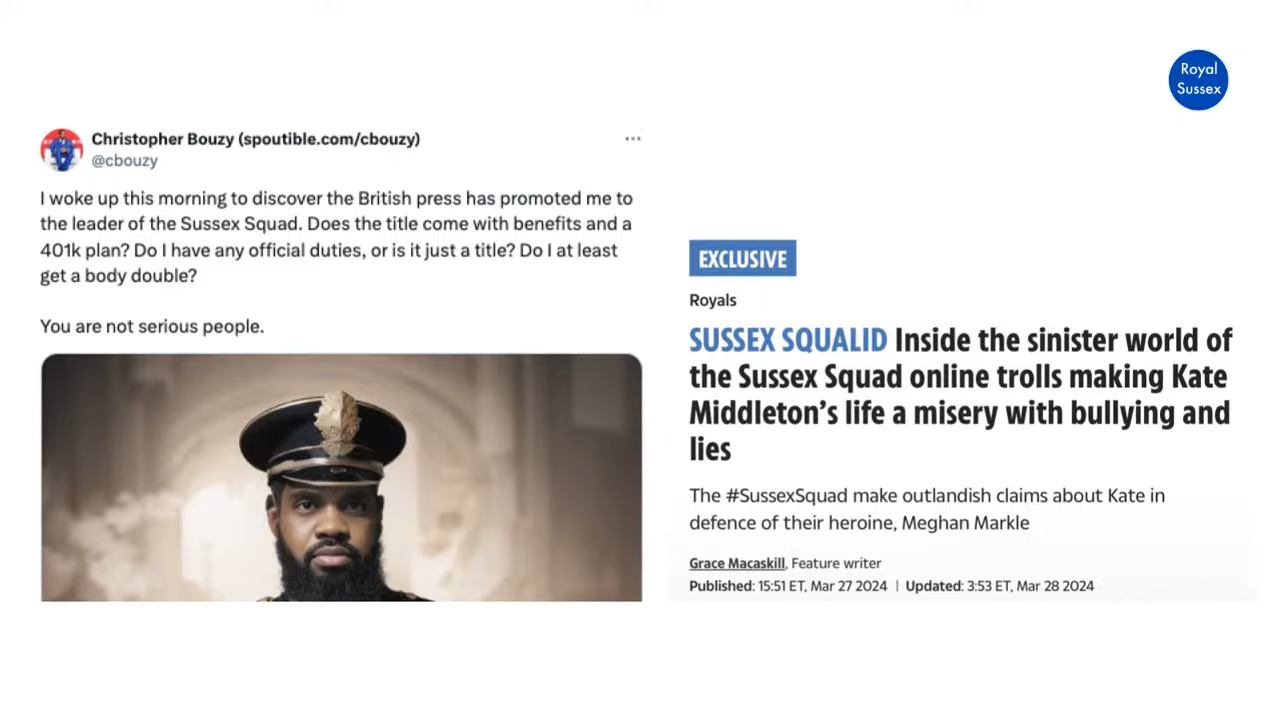 Royal
Sussex
Christopher Bouzy (spoutible.com/cbouzy)
@cbouzy
I woke up this morning to discover the British press has promoted me to
the leader of the Sussex Squad. Does the title come with benefits and a
401k plan? Do I have any official duties, or is it just a title? Do I at least
get a body double?
You are not serious people.
EXCLUSIVE
Royals
SUSSEX SQUALID Inside the sinister world of
the Sussex Squad online trolls making Kate
Middleton's life a misery with bullying and
lies
The #SussexSquad make outlandish claims about Kate in
defence of their heroine, Meghan Markle
Grace Macaskill, Feature writer
Published: 15:51 ET, Mar 27 2024 | Updated: 3:53 ET, Mar 28 2024